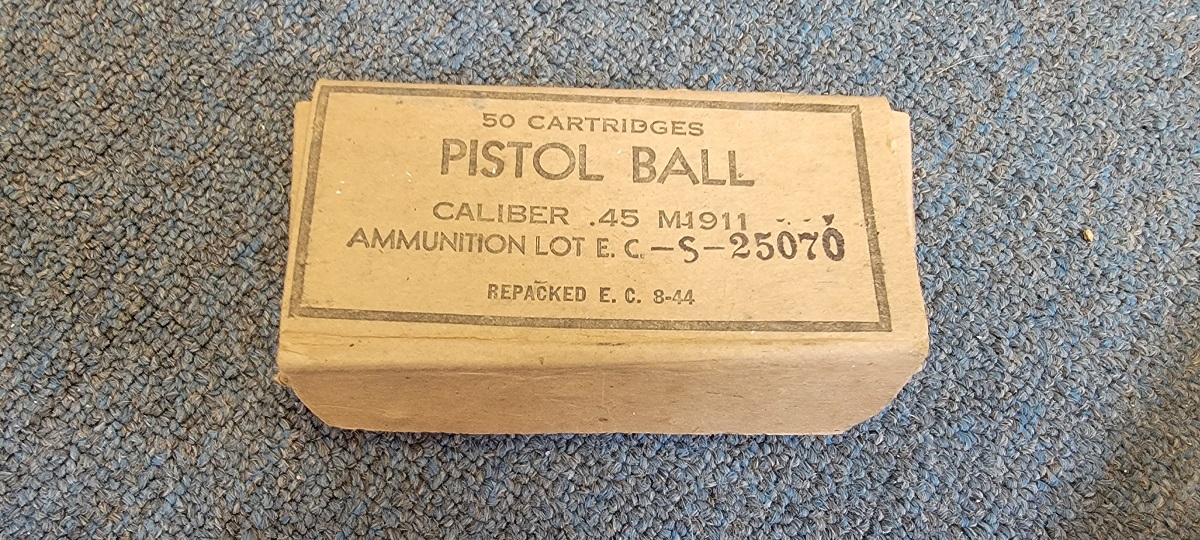 50 CARTRIDGES
PISTOL BALL
CALIBER .45 M1911
AMMUNITION LOT E. C.-S-25070
REPACKED E. C. 8-44